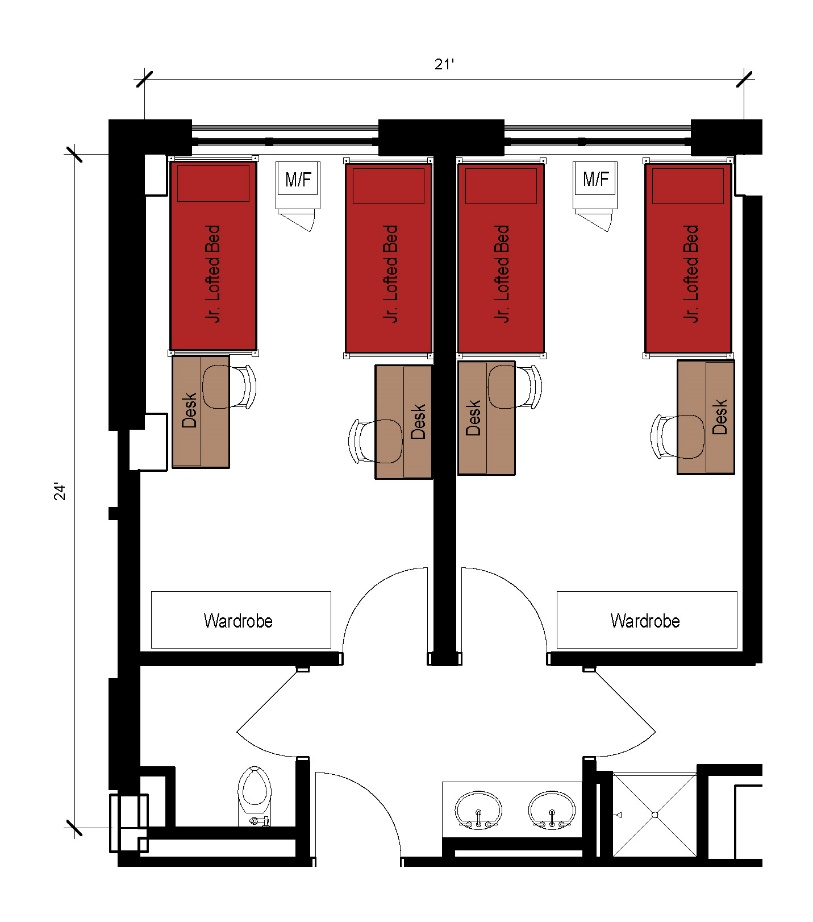 21'
M/F
M/F
Jr. Lofted Bed
Jr. Lofted Bed
Jr. Lofted Bed
Jr. Lofted Bed
Desk
Desk
Desk
Desk
24'
Wardrobe
Wardrobe